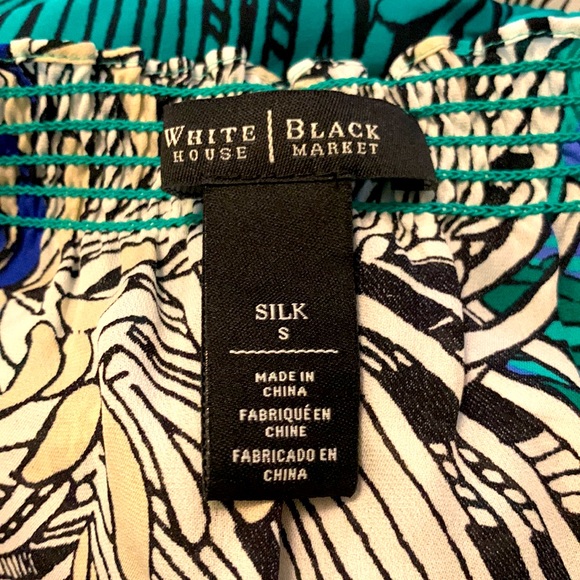 WHITE | BLACK
HOUSE | MARKET
SILK
S
MADE IN
CHINA
FABRIQUÉ EN
CHINE
FABRICADO EN
CHINA